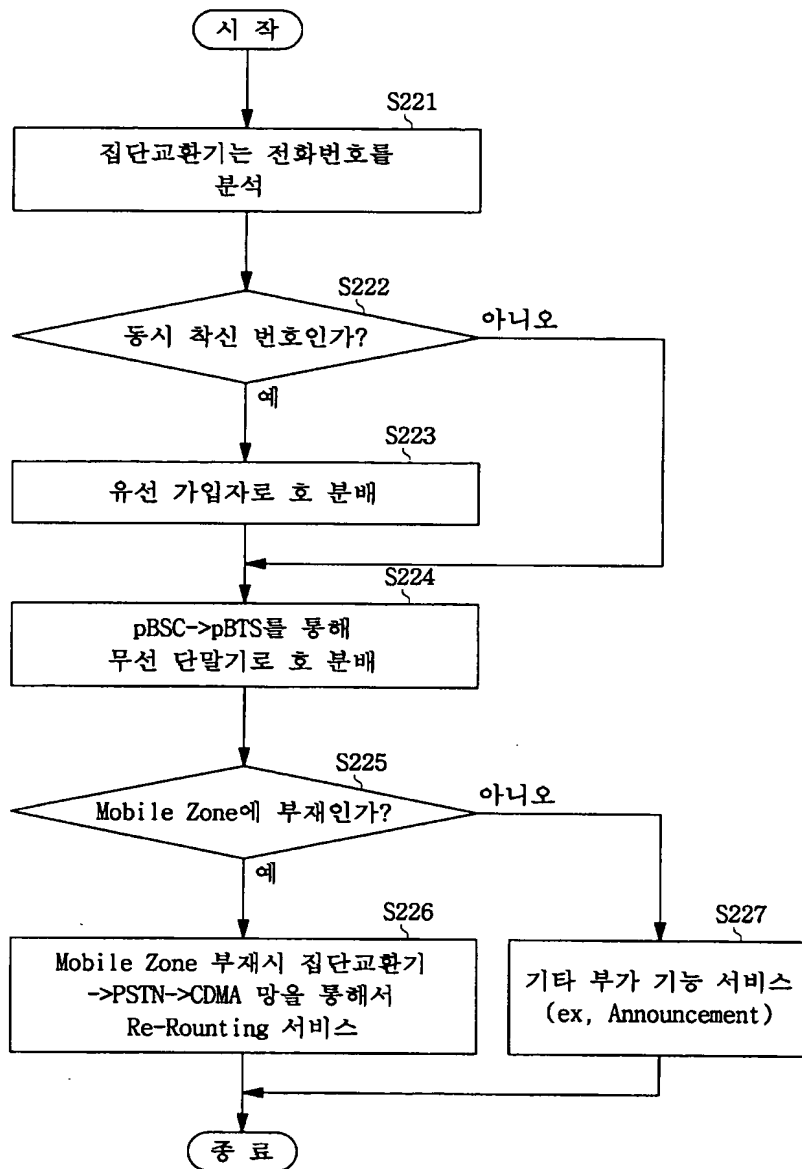 시 작
S221
집단교환기는 전화번호를
분석
S222
동시 착신 번호인가?
아니오
예
S223
유선 가입자로 호 분배
S224
pBSC->pBTS를 통해
무선 단말기로 호 분배
S225
Mobile Zone에 부재인가?
아니오
예
S226
Mobile Zone 부재시 집단교환기
->PSTN->CDMA 망을 통해서
Re-Rounting 서비스
S227
기타 부가 기능 서비스
(ex, Announcement)
종 료